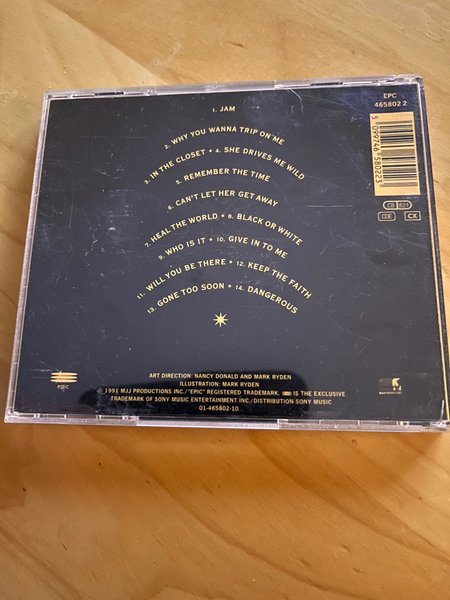 EPC
465802 2
1. JAM
2. WHY YOU WANNA TRIP ON ME
3. IN THE CLOSET • 4. SHE DRIVES ME WILD
5. REMEMBER THE TIME
6. CAN'T LET HER GET AWAY
7. HEAL THE WORLD • 8. BLACK OR WHITE
9. WHO IS IT • 10. GIVE IN TO ME
11. WILL YOU BE THERE • 12. KEEP THE FAITH
13. GONE TOO SOON • 14. DANGEROUS
5 099746 580223
CB 821
CDE CX
epic
ART DIRECTION: NANCY DONALD AND MARK RYDEN
ILLUSTRATION: MARK RYDEN
© 1991 MJJ PRODUCTIONS INC./"EPIC" REGISTERED TRADEMARK. IS THE EXCLUSIVE
TRADEMARK OF SONY MUSIC ENTERTAINMENT INC./DISTRIBUTION SONY MUSIC
01-465802-10